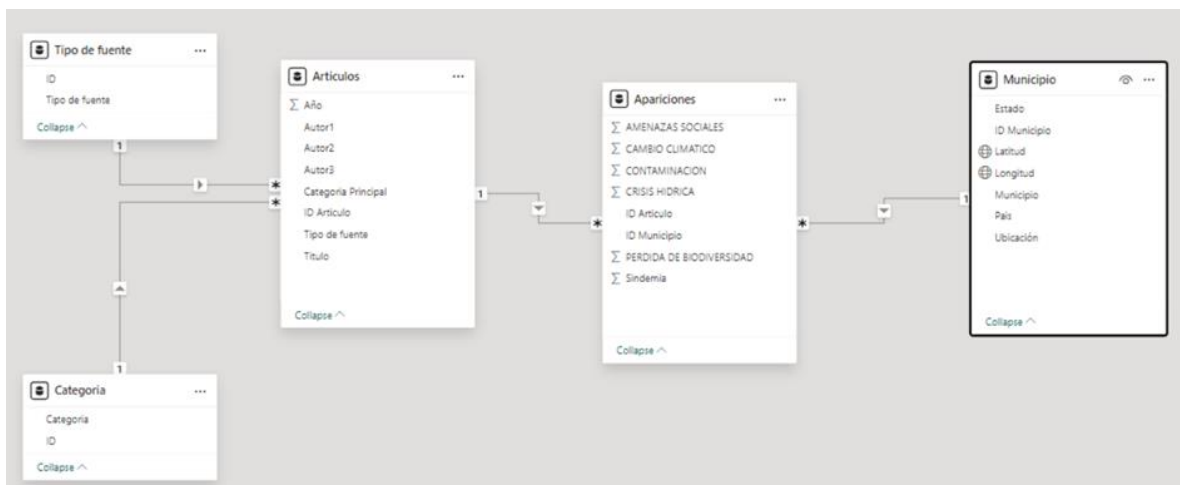 Tipo de fuente
ID
Tipo de fuente
Collapse
1
Categoria
Categoria
ID
Collapse
1
Articulos
Año
Autor1
Autor2
Autor3
Categoria Principal
ID Articulo
Tipo de fuente
Titulo
Collapse
*
*
1
Apariciones
AMENAZAS SOCIALES
CAMBIO CLIMATICO
CONTAMINACION
CRISIS HIDRICA
ID Articulo
ID Municipio
PERDIDA DE BIODIVERSIDAD
Sindemia
Collapse
*
*
1
Municipio
Estado
ID Municipio
Latitud
Longitud
Municipio
Pais
Ubicación
Collapse